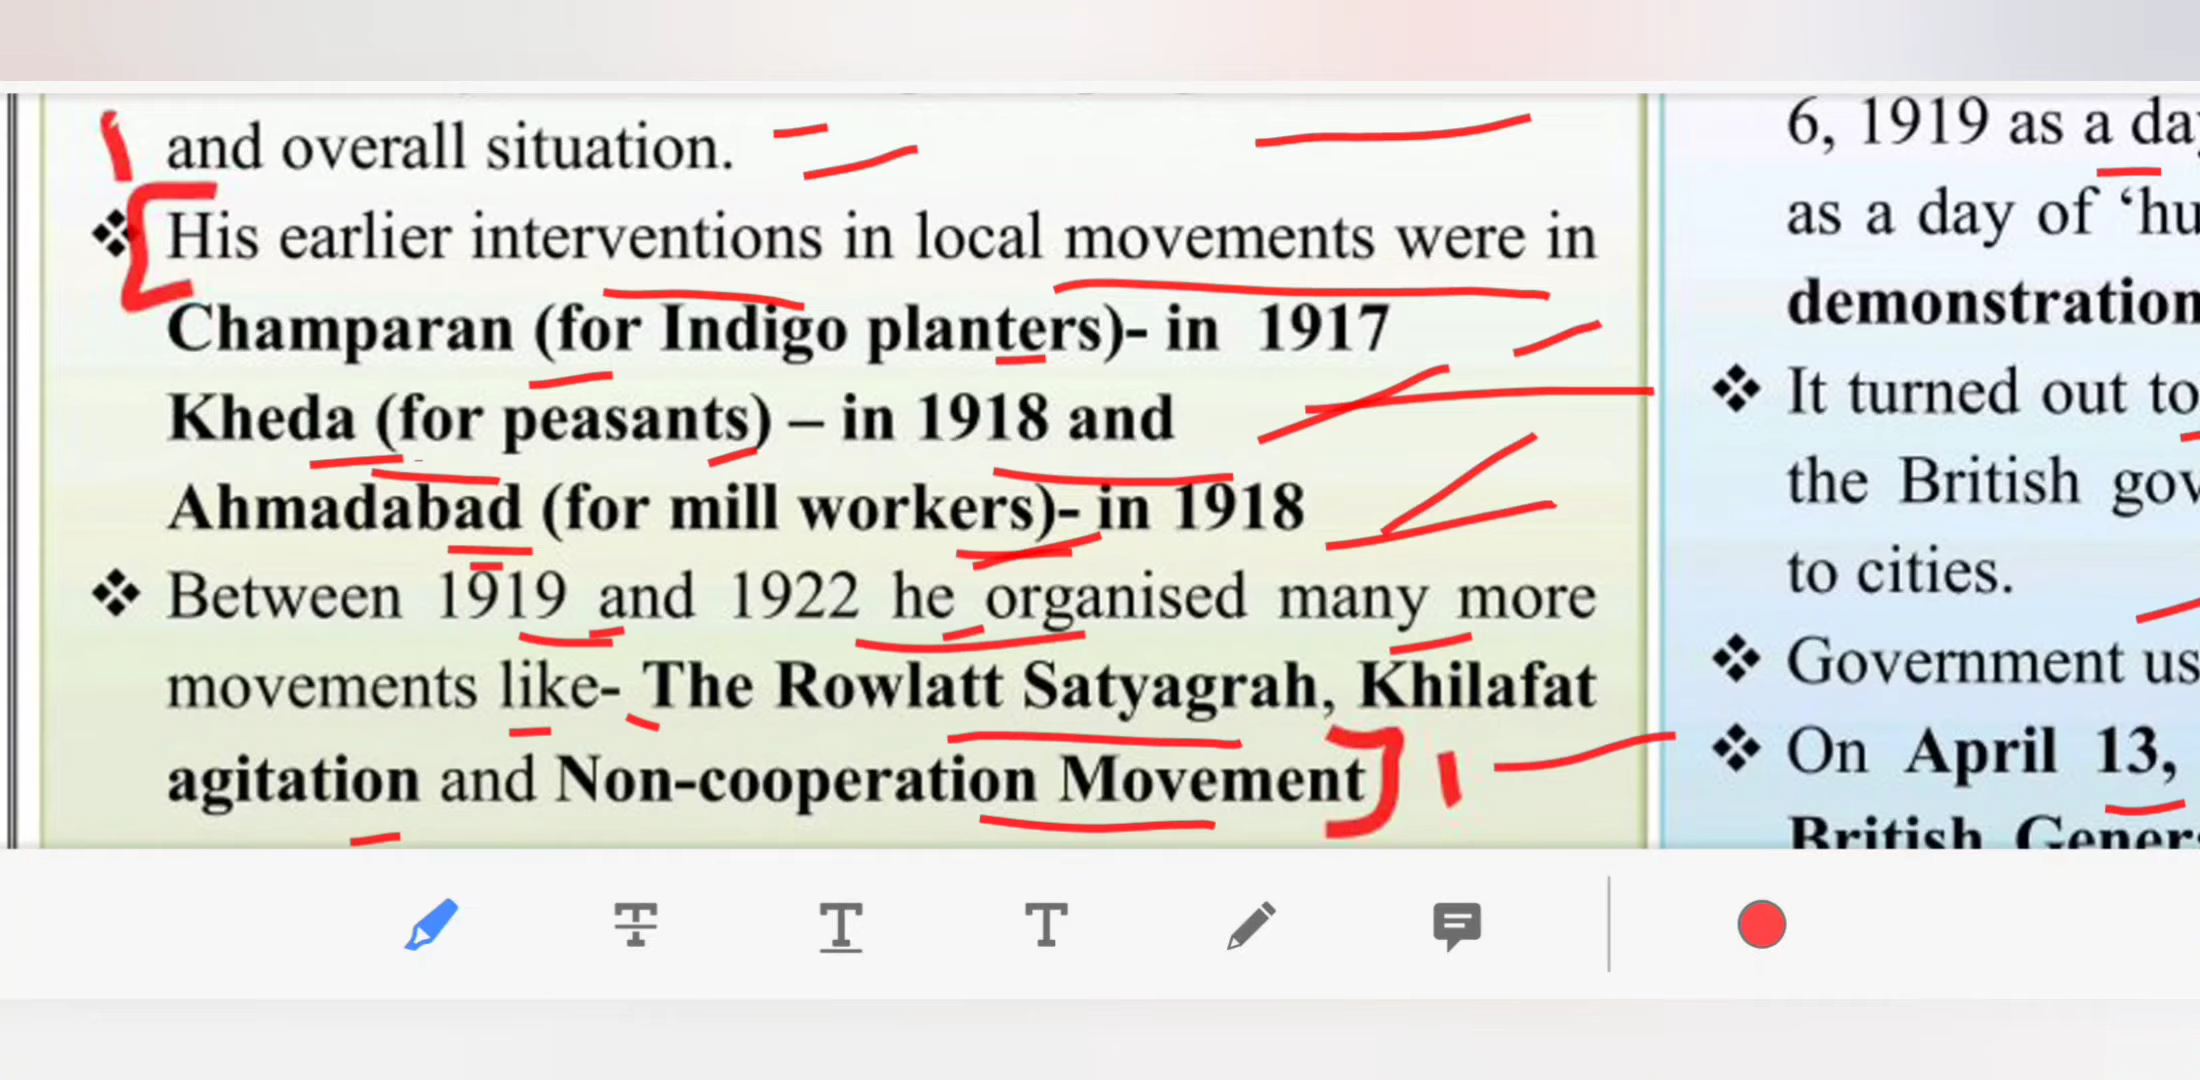 and overall situation.
❖ His earlier interventions in local movements were in
Champaran (for Indigo planters)- in 1917
Kheda (for peasants) – in 1918 and
Ahmadabad (for mill workers)- in 1918
❖ Between 1919 and 1922 he organised many more
movements like- The Rowlatt Satyagrah, Khilafat
agitation and Non-cooperation Movement
6, 1919 as a day
as a day of ‘hu
demonstration
❖ It turned out to
the British gov
to cities.
❖ Government us
❖ On April 13,
British Genera